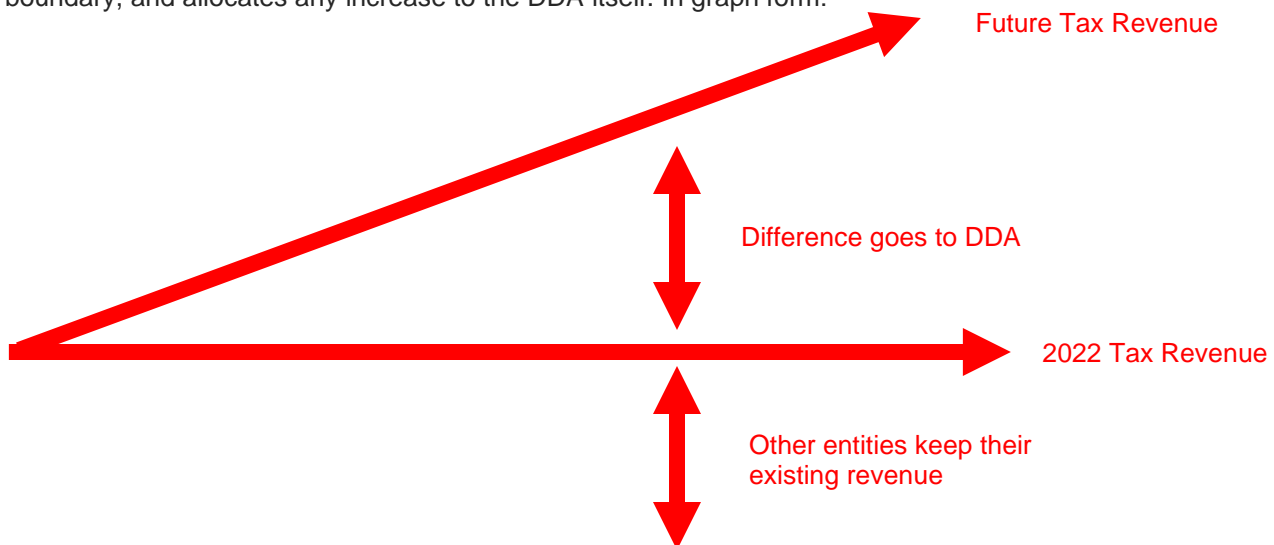 boundary, and allocates any increase to the DDA itself. In graph form:
Future Tax Revenue
Difference goes to DDA
2022 Tax Revenue
Other entities keep their
existing revenue